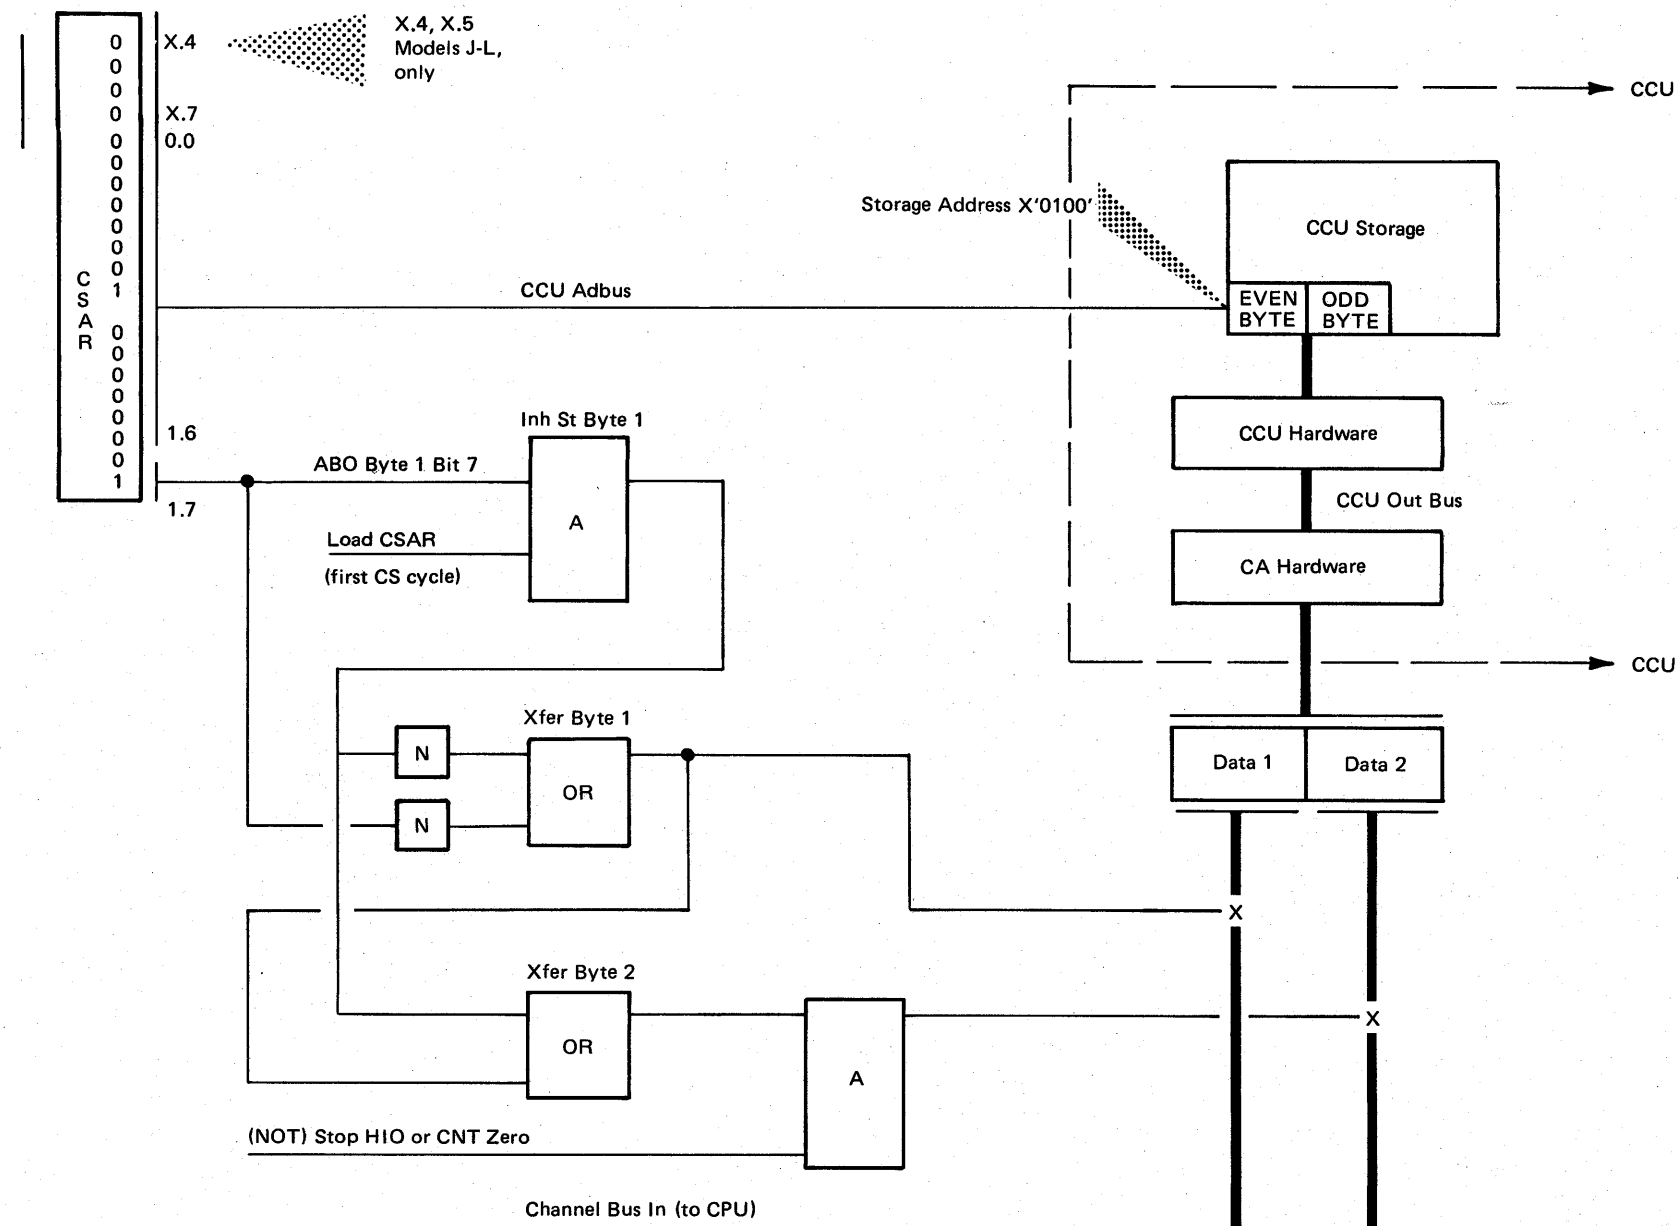 0
0
0
0
0
0
0
0
0
0
0
1
0
0
0
0
0
0
0
1
CSAR
X.4
X.7
0.0
1.6
1.7
X.4, X.5
Models J-L,
only
CCU
Storage Address X'0100'
CCU Storage
EVEN
BYTE
ODD
BYTE
CCU Adbus
CCU Hardware
CCU Out Bus
CA Hardware
CCU
Inh St Byte 1
ABO Byte 1 Bit 7
A
Load CSAR
(first CS cycle)
Xfer Byte 1
N
N
OR
Data 1
Data 2
X
Xfer Byte 2
OR
A
X
(NOT) Stop HIO or CNT Zero
Channel Bus In (to CPU)